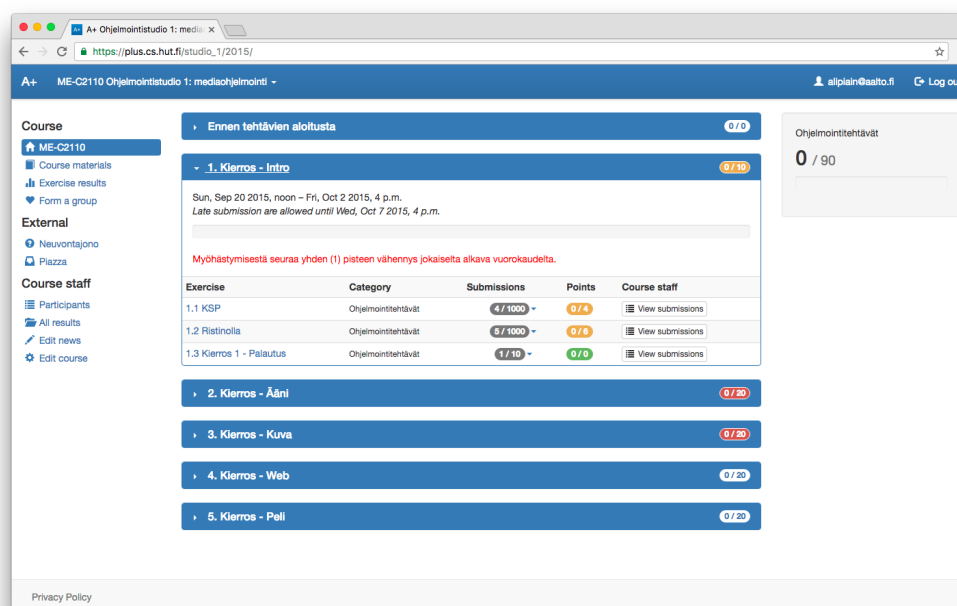 A+ Ohjelmointistudio 1: media
https://plus.cs.hut.fi/studio_1/2015/
A+ ME-C2110 Ohjelmointistudio 1: mediaohjelmointi
aliplain@aalto.fi Log ou
Course
ME-C2110
Course materials
Exercise results
Form a group
External
Neuvontajono
Piazza
Course staff
Participants
All results
Edit news
Edit course
Ennen tehtävien aloitusta 0 / 0
1. Kierros - Intro 0 / 10
Sun, Sep 20 2015, noon – Fri, Oct 2 2015, 4 p.m.
Late submission are allowed until Wed, Oct 7 2015, 4 p.m.
Myöhästymisestä seuraa yhden (1) pisteen vähennys jokaiselta alkava vuorokaudelta.
Exercise Category Submissions Points Course staff
1.1 KSP Ohjelmointitehtävät 4 / 1000 0 / 4 View submissions
1.2 Ristinolla Ohjelmointitehtävät 5 / 1000 0 / 6 View submissions
1.3 Kierros 1 - Palautus Ohjelmointitehtävät 1 / 10 0 / 0 View submissions
2. Kierros - Ääni 0 / 20
3. Kierros - Kuva 0 / 20
4. Kierros - Web 0 / 20
5. Kierros - Peli 0 / 20
Ohjelmointitehtävät
0 / 90
Privacy Policy